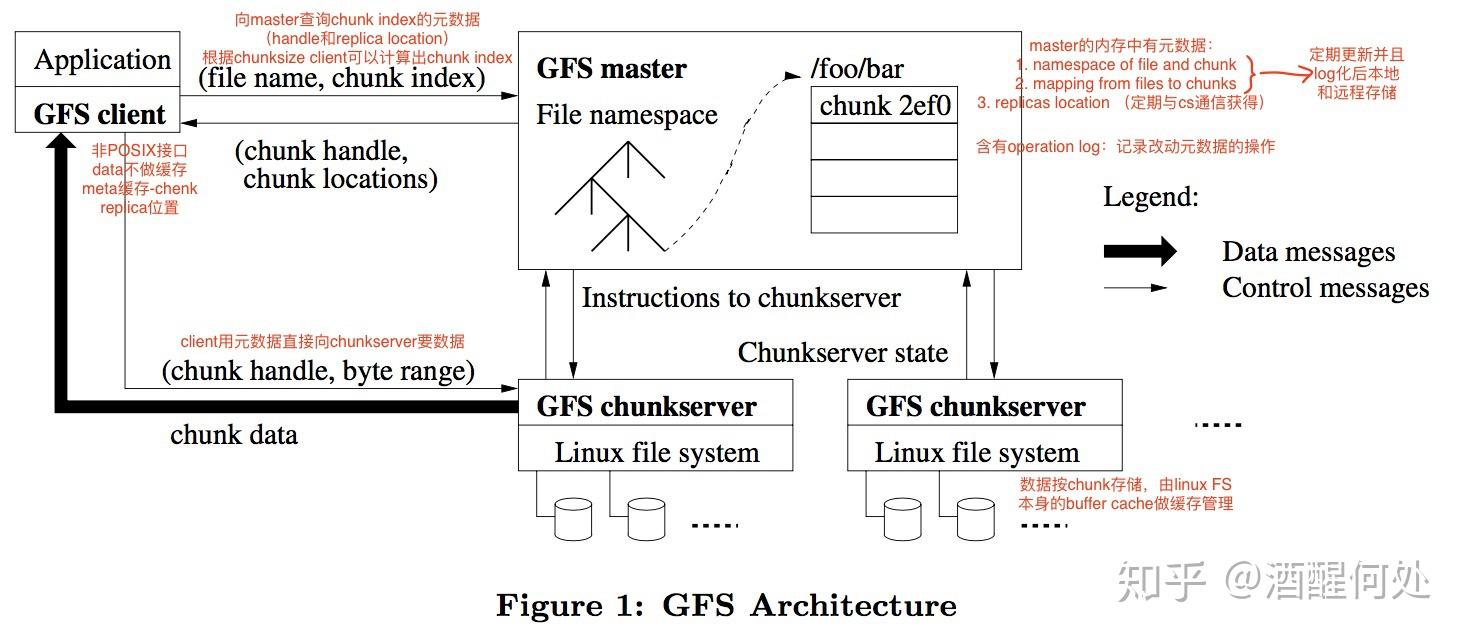 向master查询chunk index的元数据
（handle和replica location）
根据chunksize client可以计算出chunk index
(file name, chunk index)
Application
GFS client
非POSIX接口
data不做缓存
meta缓存-chenk
replica位置
(chunk handle,
chunk locations)
GFS master
File namespace
/foo/bar
chunk 2ef0
master的内存中有元数据：
1. namespace of file and chunk
2. mapping from files to chunks
3. replicas location （定期与cs通信获得）
定期更新并且
log化后本地
和远程存储
含有operation log：记录改动元数据的操作
Legend:
Data messages
Control messages
Instructions to chunkserver
Chunkserver state
client用元数据直接向chunkserver要数据
(chunk handle, byte range)
chunk data
GFS chunkserver
Linux file system
GFS chunkserver
Linux file system
数据按chunk存储，由linux FS
本身的buffer cache做缓存管理
知乎 @酒醒何处
Figure 1: GFS Architecture